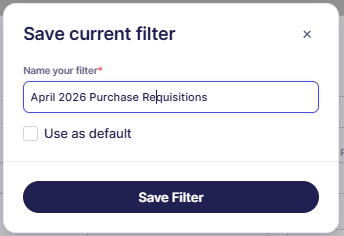 Save current filter
×
Name your filter*
April 2026 Purchase Requisitions
Use as default
Save Filter